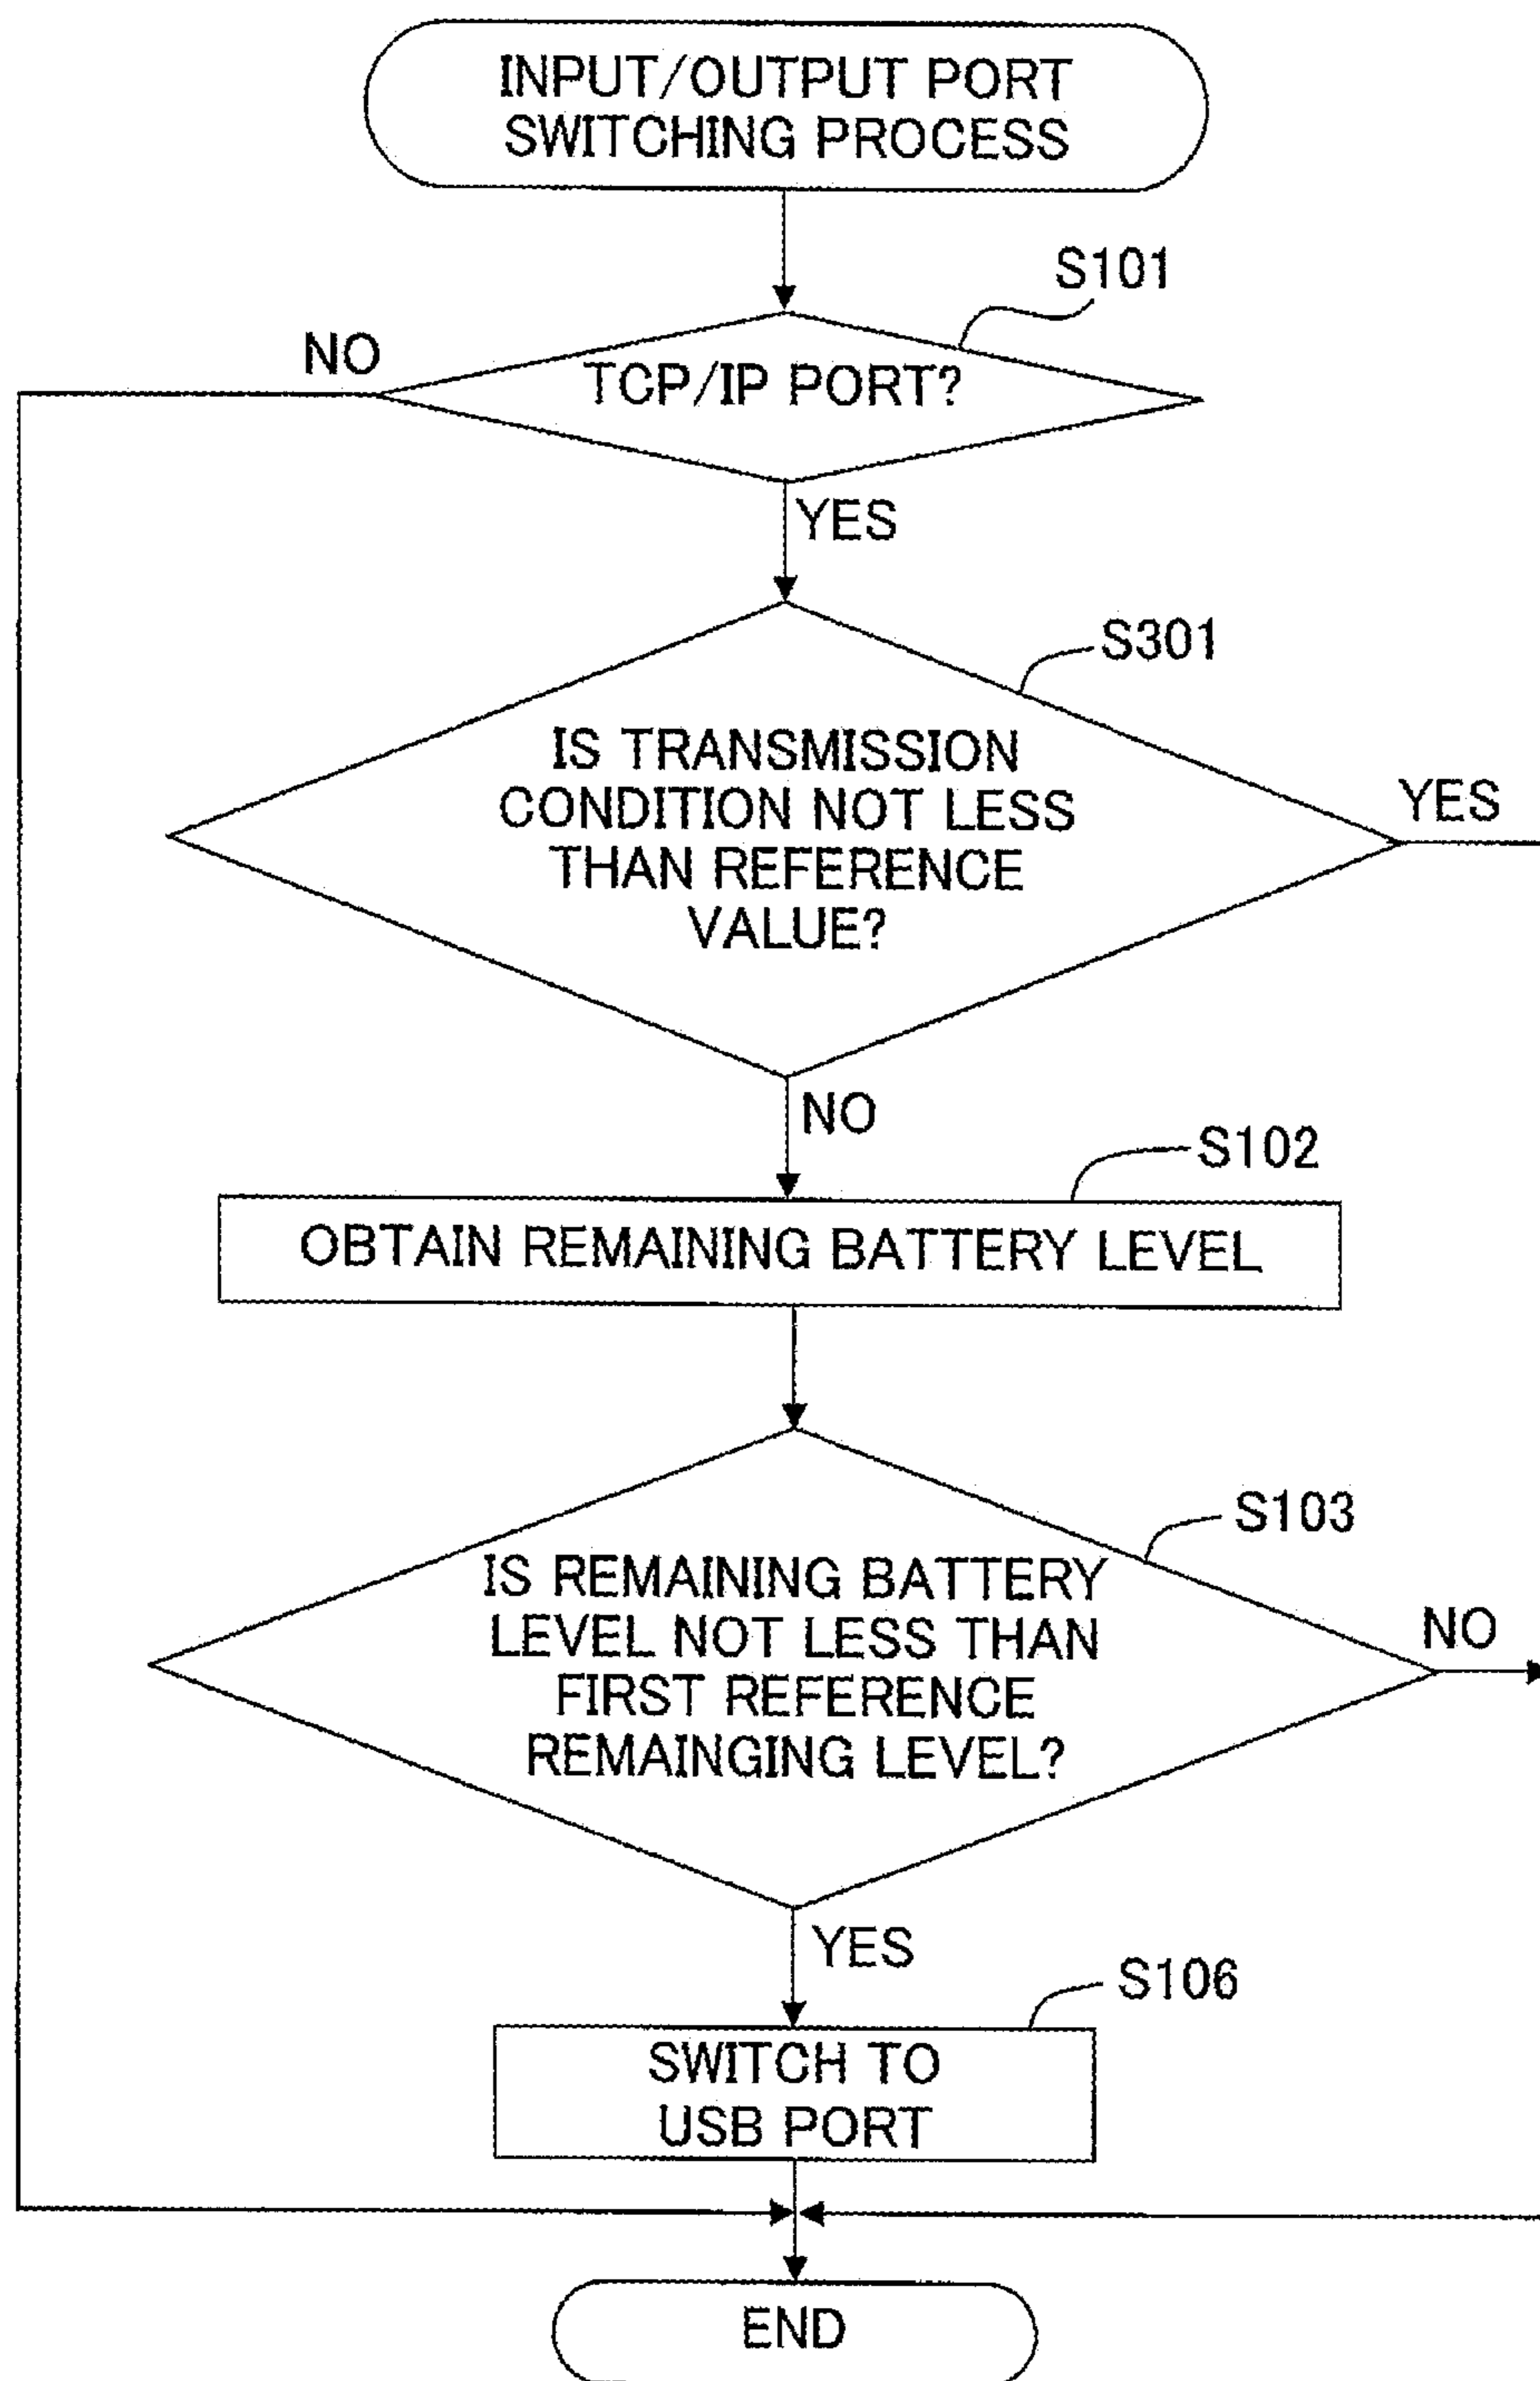 INPUT/OUTPUT PORT
SWITCHING PROCESS
S101
NO
TCP/IP PORT?
YES
S301
IS TRANSMISSION
CONDITION NOT LESS
THAN REFERENCE
VALUE?
YES
NO
S102
OBTAIN REMAINING BATTERY LEVEL
S103
IS REMAINING BATTERY
LEVEL NOT LESS THAN
FIRST REFERENCE
REMAINGING LEVEL?
NO
YES
S106
SWITCH TO
USB PORT
END